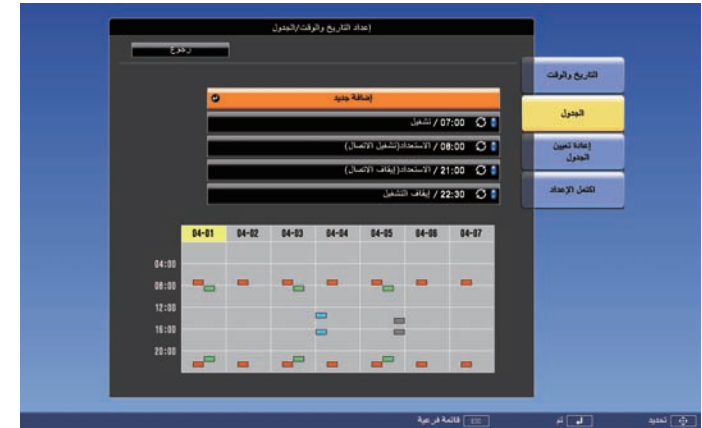 إعداد التاريخ والوقت/الجدول
رجوع
التاريخ والوقت
الجدول
إعادة تعيين
الجدول
اكتمل الإعداد
إضافة جديد
07:00 / تشغيل
08:00 / الاستعداد(تشغيل الاتصال)
21:00 / الاستعداد(إيقاف الاتصال)
22:30 / إيقاف التشغيل
04-01 04-02 04-03 04-04 04-05 04-06 04-07
04:00
08:00
12:00
16:00
20:00
تحديد
تم
Esc قائمة فرعية